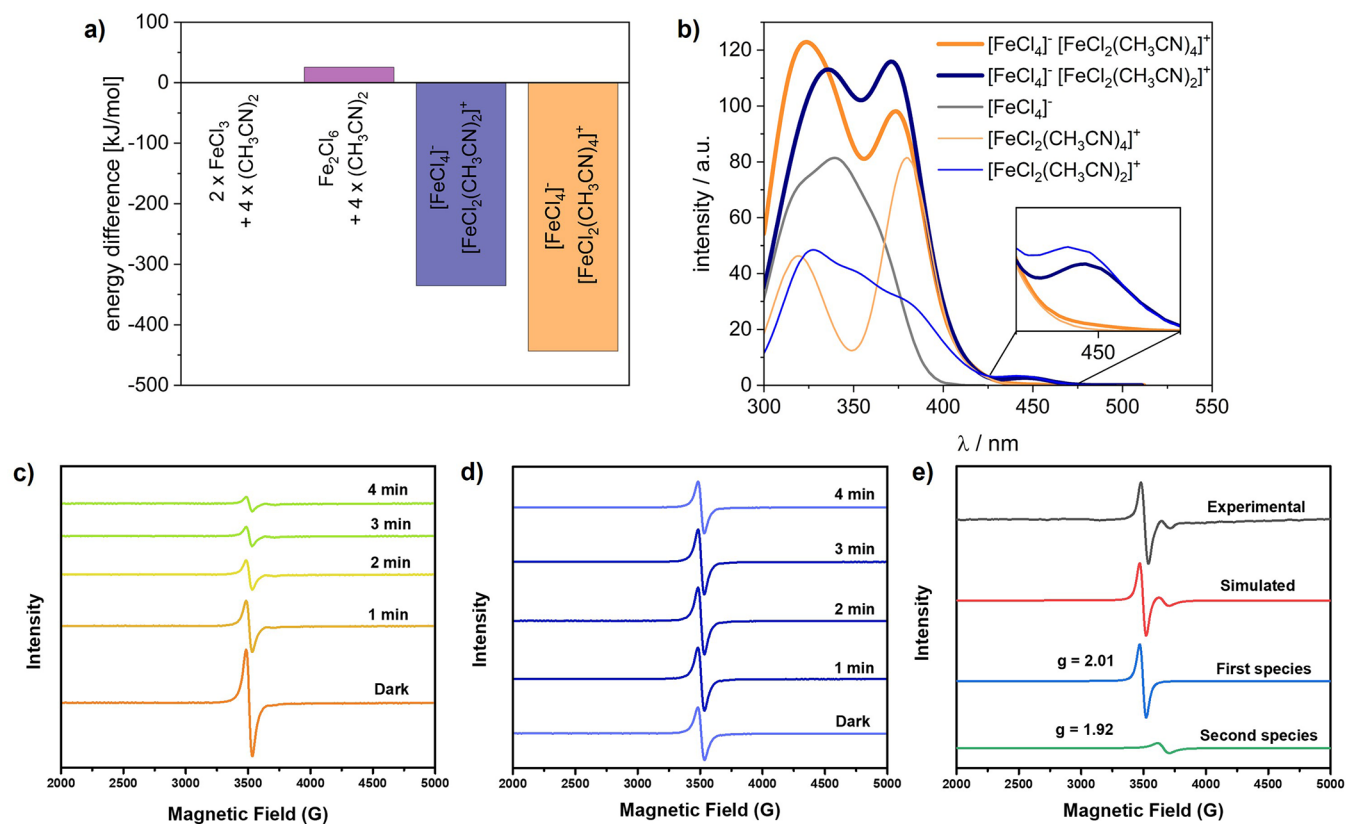 a)
energy difference [kJ/mol]
100
0
-100
-200
-300
-400
-500
2 x FeCl₃
+ 4 x (CH₃CN)₂
Fe₂Cl₆
+ 4 x (CH₃CN)₂
[FeCl₄]⁻
[FeCl₂(CH₃CN)₂]⁺
[FeCl₄]⁻
[FeCl₂(CH₃CN)₄]⁺
b)
intensity / a.u.
120
100
80
60
40
20
0
[FeCl₄]⁻ [FeCl₂(CH₃CN)₄]⁺
[FeCl₄]⁻ [FeCl₂(CH₃CN)₂]⁺
[FeCl₄]⁻
[FeCl₂(CH₃CN)₄]⁺
[FeCl₂(CH₃CN)₂]⁺
450
300 350 400 450 500 550
λ / nm
c)
Intensity
4 min
3 min
2 min
1 min
Dark
2000 2500 3000 3500 4000 4500 5000
Magnetic Field (G)
d)
Intensity
4 min
3 min
2 min
1 min
Dark
2000 2500 3000 3500 4000 4500 5000
Magnetic Field (G)
e)
Intensity
Experimental
Simulated
g = 2.01
First species
g = 1.92
Second species
2000 2500 3000 3500 4000 4500 5000
Magnetic Field (G)